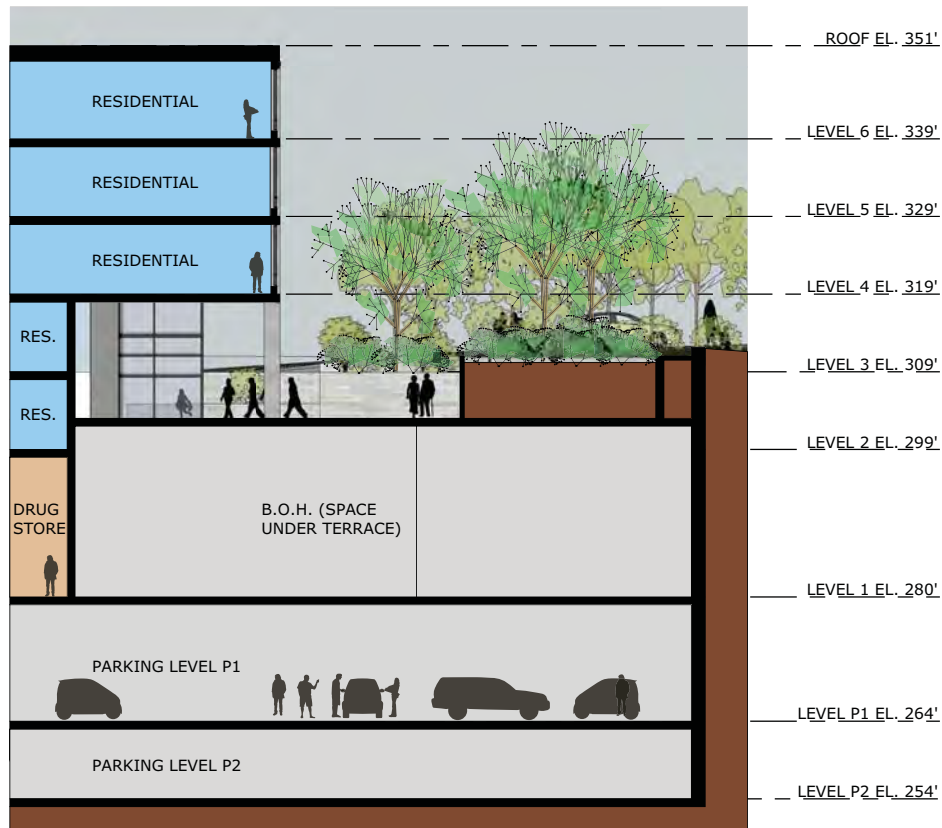 ROOF EL. 351'
RESIDENTIAL
LEVEL 6 EL. 339'
RESIDENTIAL
LEVEL 5 EL. 329'
RESIDENTIAL
LEVEL 4 EL. 319'
RES.
LEVEL 3 EL. 309'
RES.
LEVEL 2 EL. 299'
DRUG
STORE
B.O.H. (SPACE
UNDER TERRACE)
LEVEL 1 EL. 280'
PARKING LEVEL P1
LEVEL P1 EL. 264'
PARKING LEVEL P2
LEVEL P2 EL. 254'